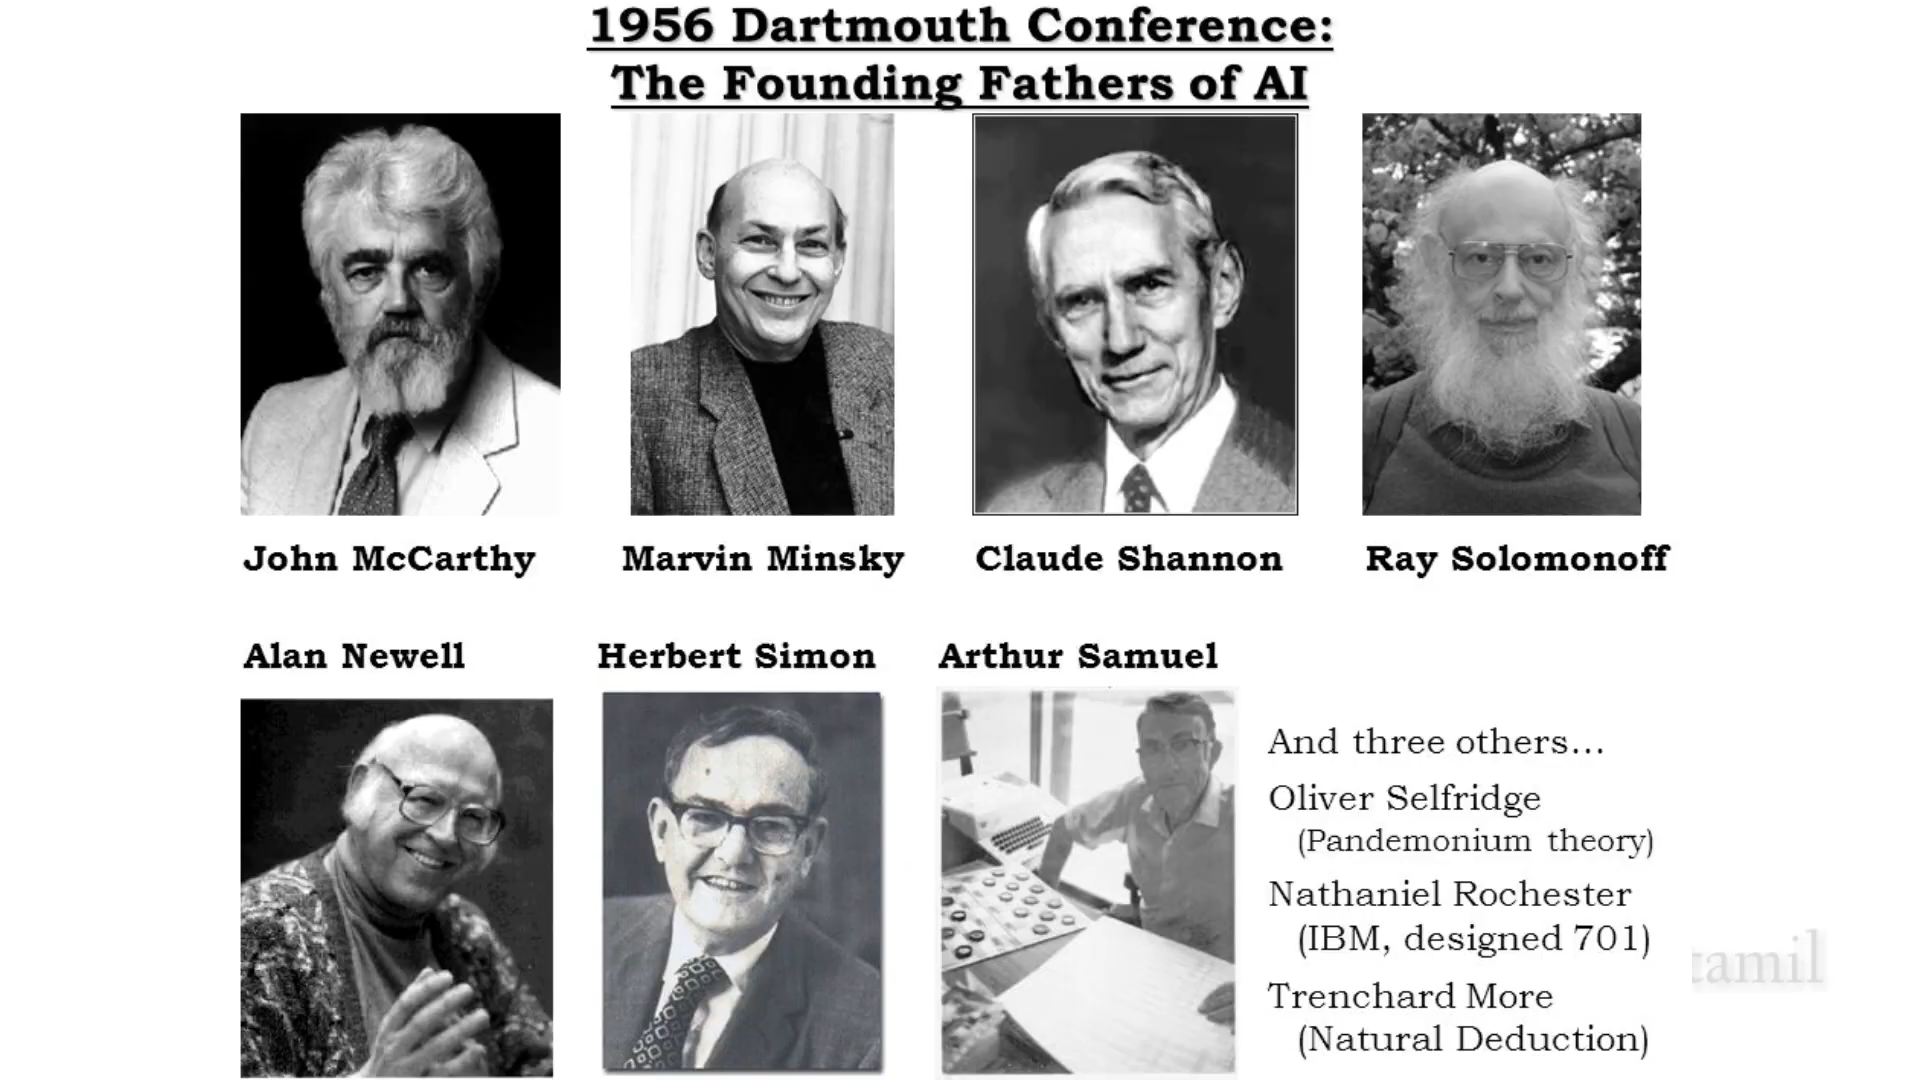 1956 Dartmouth Conference:
The Founding Fathers of AI
John McCarthy
Marvin Minsky
Claude Shannon
Ray Solomonoff
Alan Newell
Herbert Simon
Arthur Samuel
And three others...
Oliver Selfridge
(Pandemonium theory)
Nathaniel Rochester
(IBM, designed 701)
Trenchard More
(Natural Deduction)
tamil